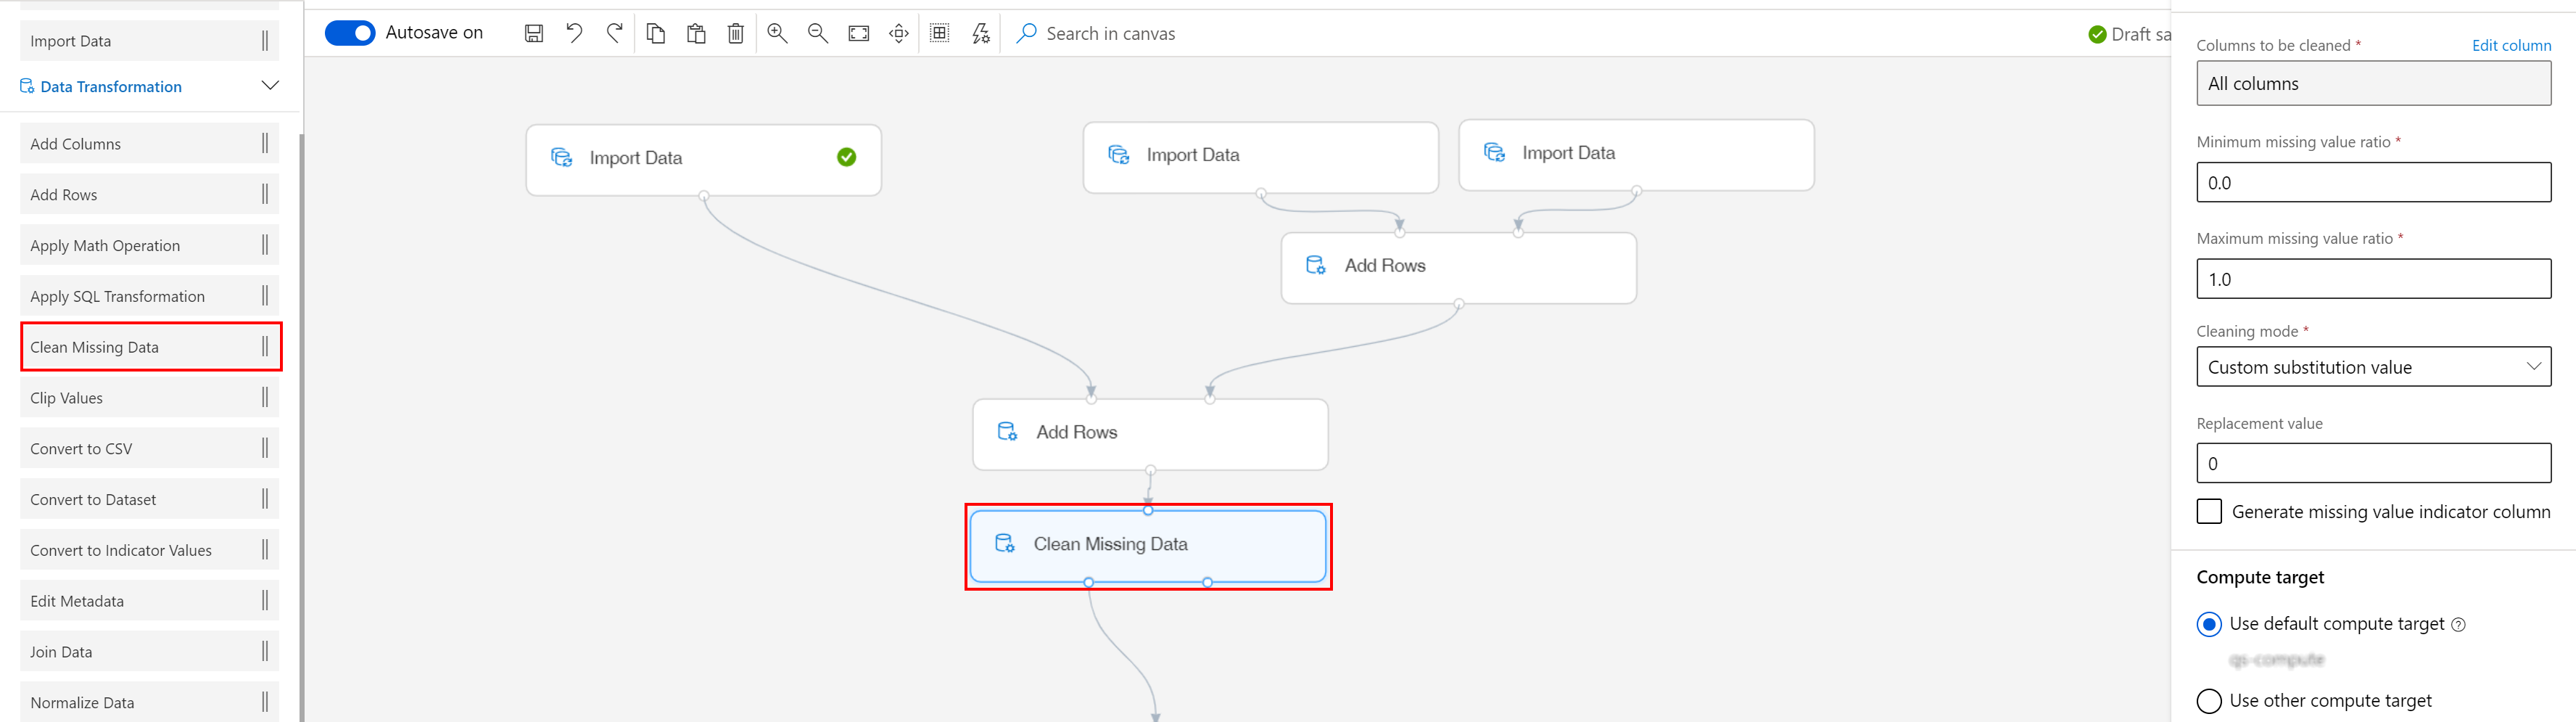 Import Data
Data Transformation
Add Columns
Add Rows
Apply Math Operation
Apply SQL Transformation
Clean Missing Data
Clip Values
Convert to CSV
Convert to Dataset
Convert to Indicator Values
Edit Metadata
Join Data
Normalize Data
Autosave on
Search in canvas
Draft sa
Import Data
Import Data
Import Data
Add Rows
Add Rows
Clean Missing Data
Columns to be cleaned *
Edit column
All columns
Minimum missing value ratio *
0.0
Maximum missing value ratio *
1.0
Cleaning mode *
Custom substitution value
Replacement value
0
Generate missing value indicator column
Compute target
Use default compute target
qs-compute
Use other compute target